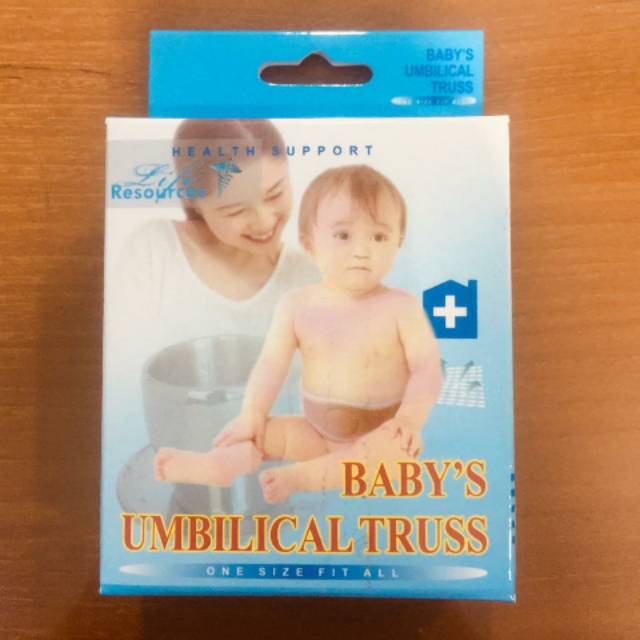 BABY'S
UMBILICAL
TRUSS
HEALTH SUPPORT
Life
Resources
BABY'S
UMBILICAL TRUSS
ONE SIZE FIT ALL